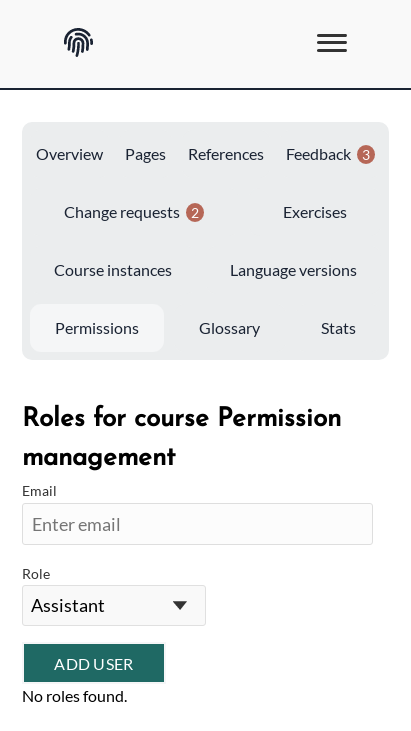 Overview Pages References Feedback 3
Change requests 2 Exercises
Course instances Language versions
Permissions Glossary Stats
Roles for course Permission
management
Email
Enter email
Role
Assistant
ADD USER
No roles found.